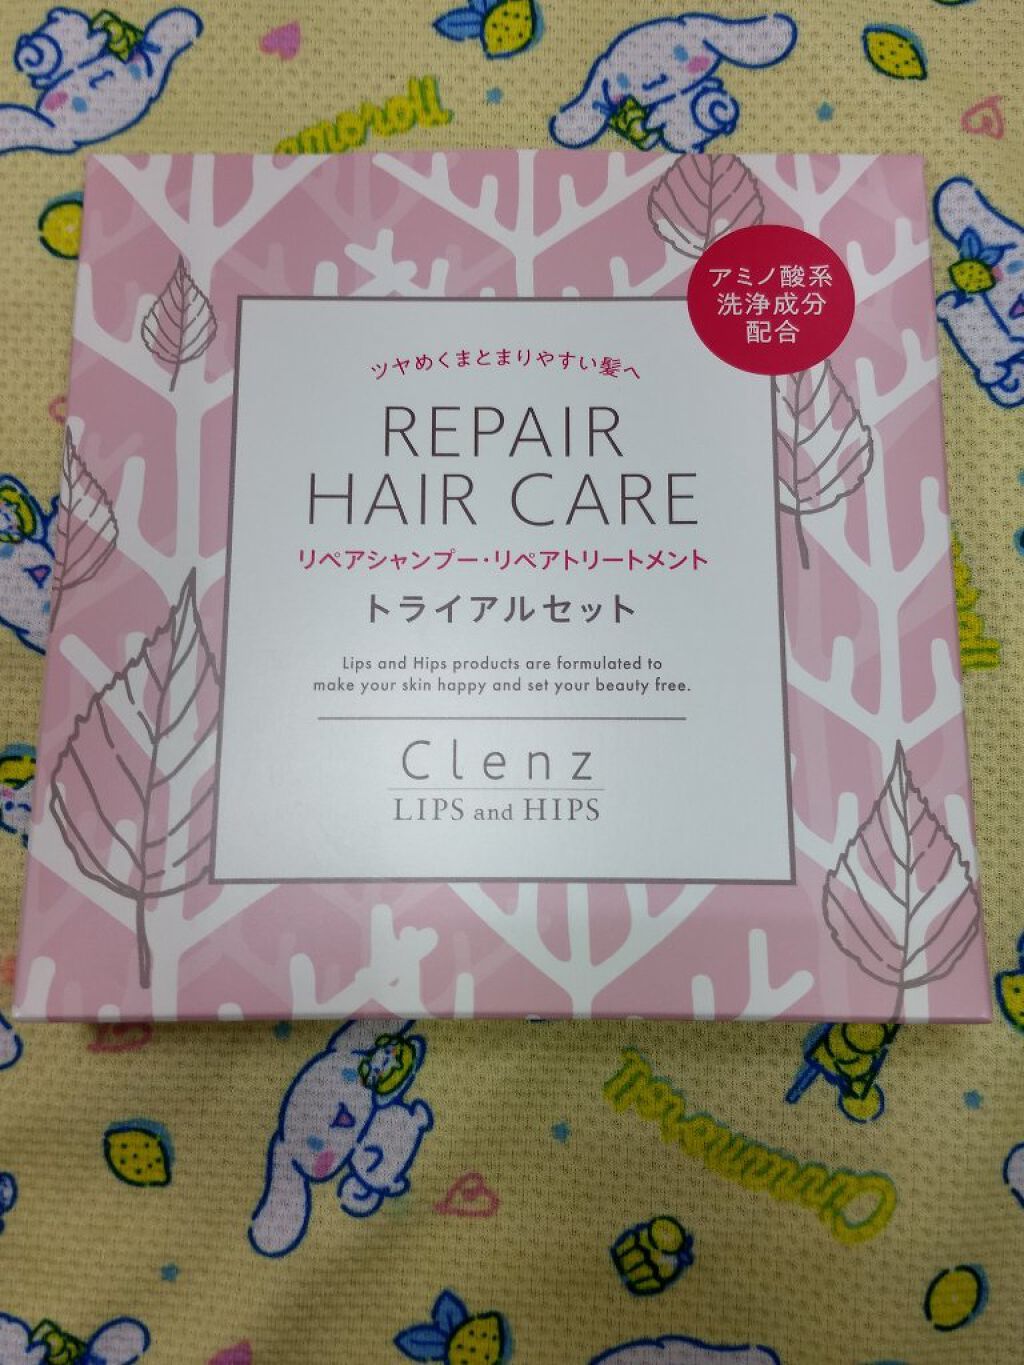 amoroll
アミノ酸系
洗浄成分
配合
ツヤめくまとまりやすい髪へ
REPAIR
HAIR CARE
リペアシャンプー・リペアトリートメント
トライアルセット
Lips and Hips products are formulated to
make your skin happy and set your beauty free.
Clenz
LIPS and HIPS
Cinnamoroll